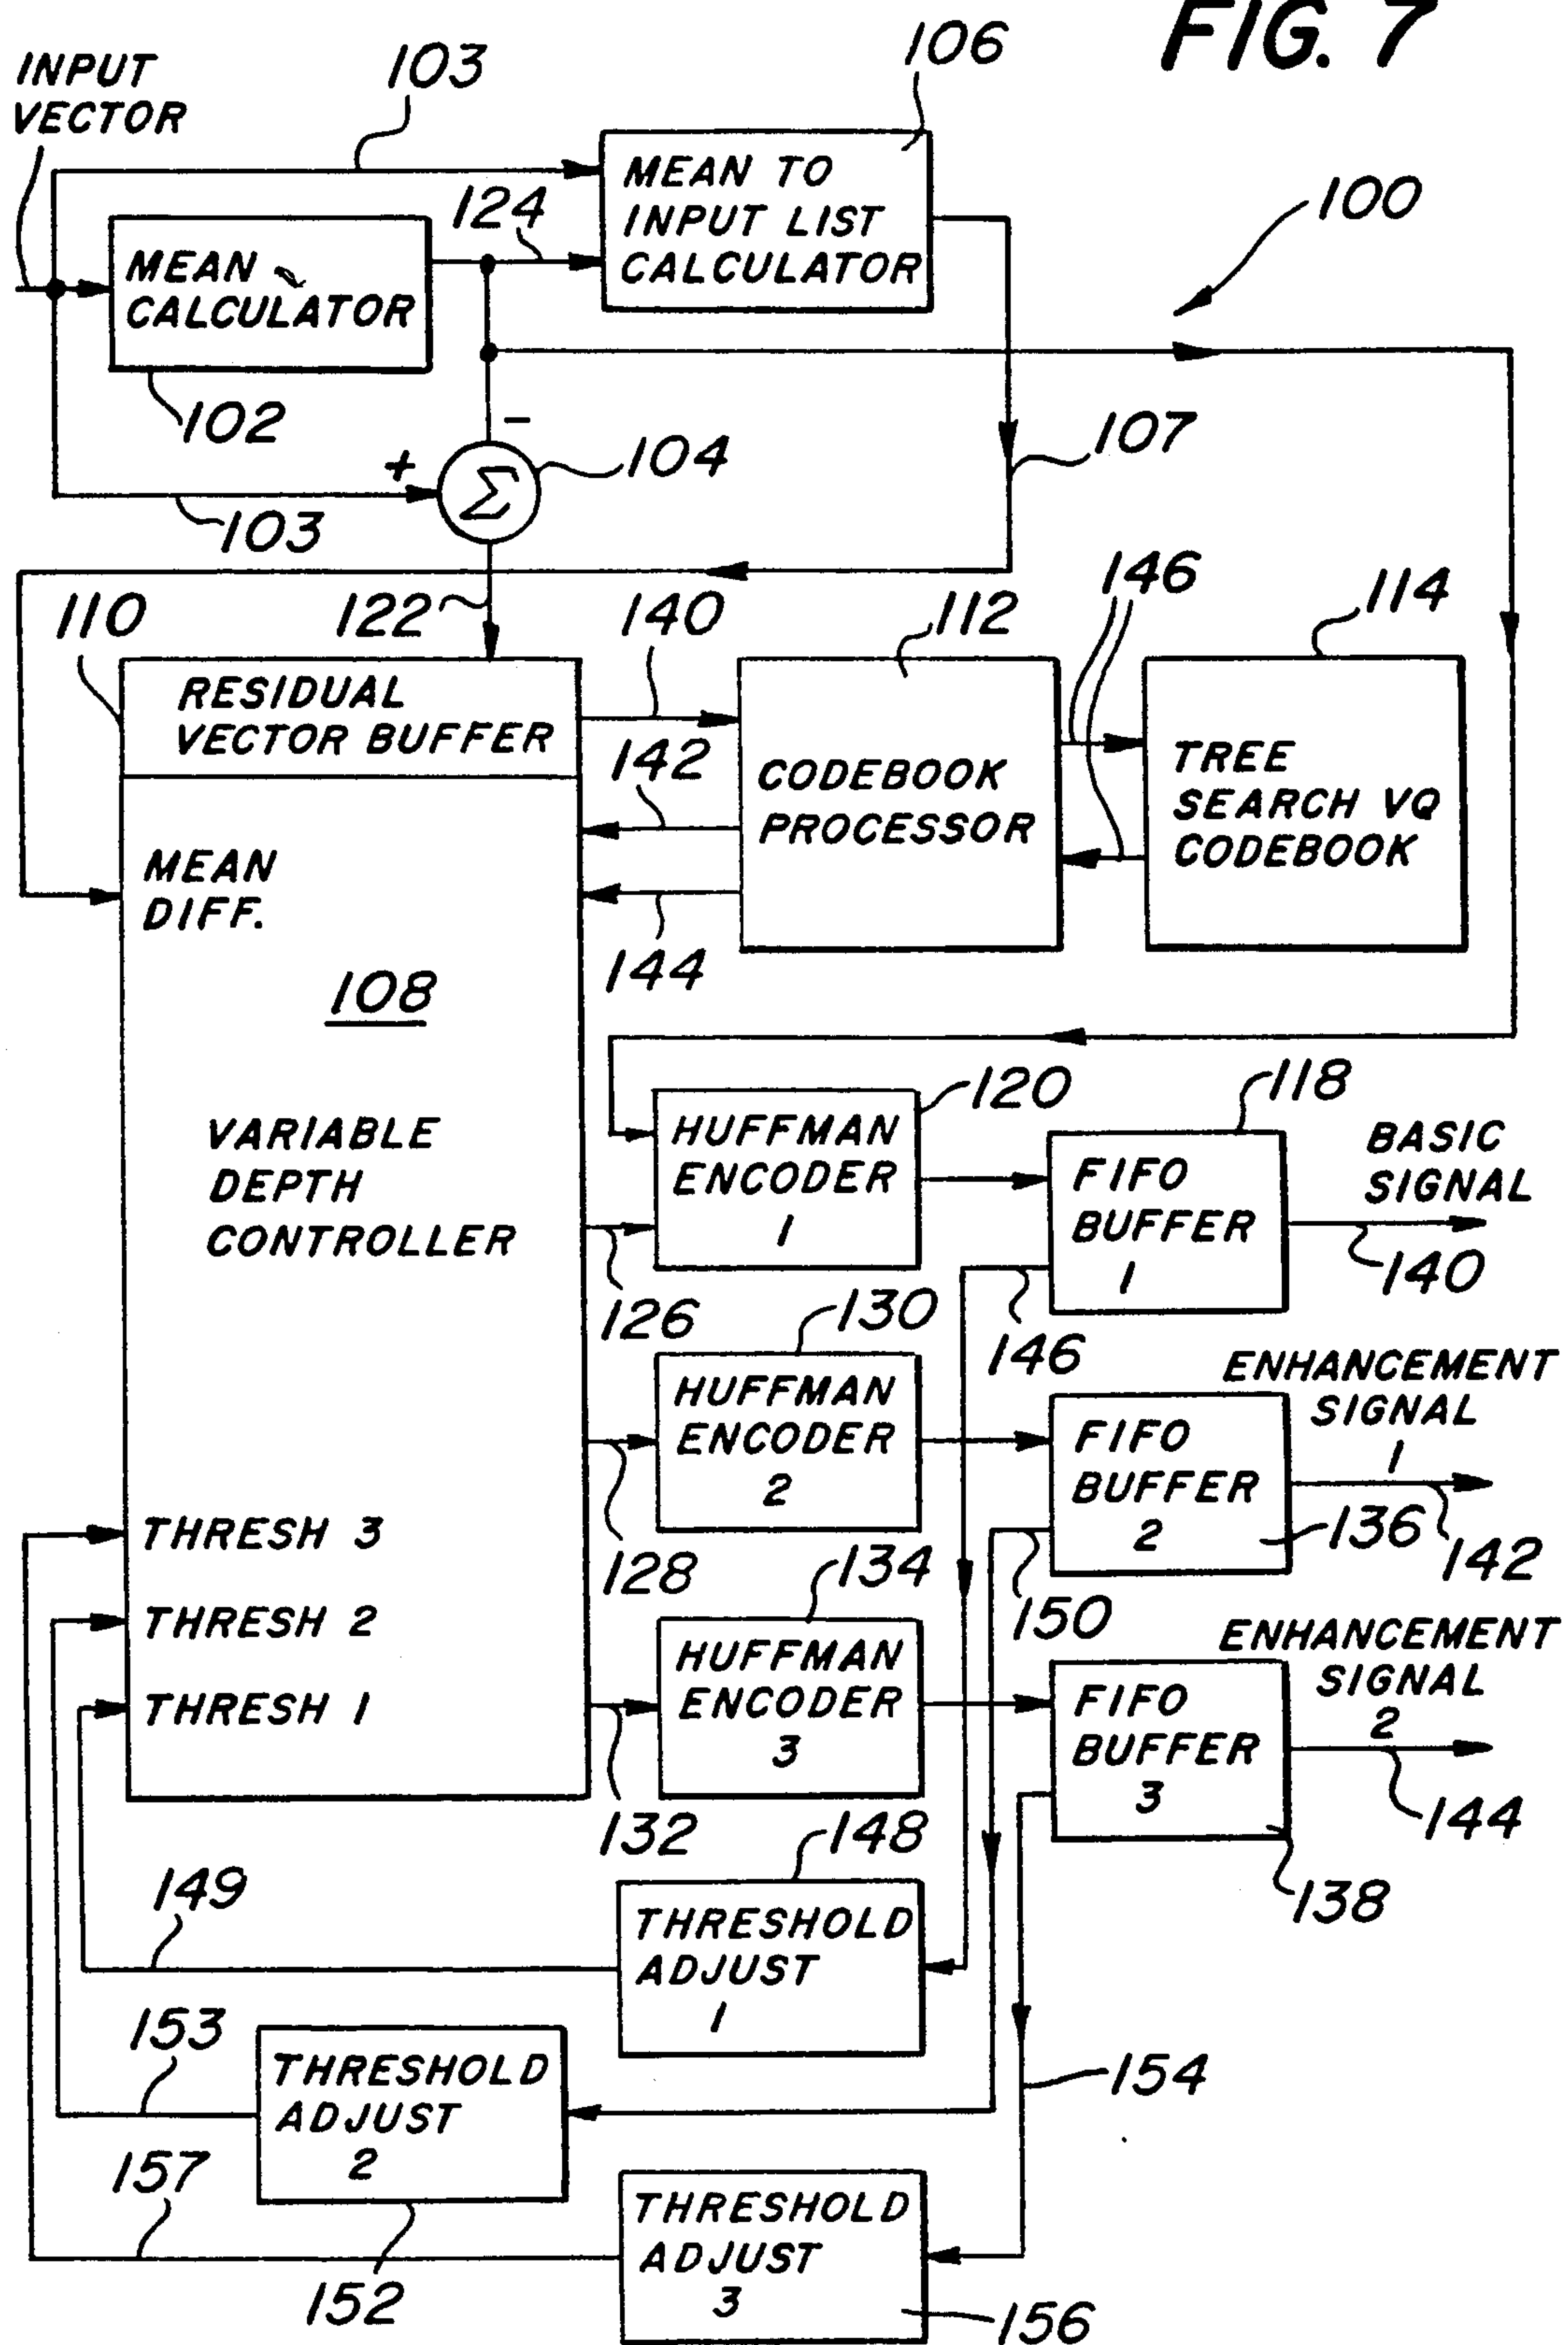 FIG. 7
INPUT
VECTOR
103
106
MEAN TO
INPUT LIST
CALCULATOR
124
100
MEAN
CALCULATOR
102
-
+
Σ
104
107
103
110
122
140
112
146
114
RESIDUAL
VECTOR BUFFER
142
CODEBOOK
PROCESSOR
TREE
SEARCH VQ
CODEBOOK
MEAN
DIFF.
144
108
VARIABLE
DEPTH
CONTROLLER
120
118
HUFFMAN
ENCODER
1
FIFO
BUFFER
1
BASIC
SIGNAL
140
126
130
146
HUFFMAN
ENCODER
2
ENHANCEMENT
SIGNAL
1
FIFO
BUFFER
2
136
142
THRESH 3
128
134
150
THRESH 2
HUFFMAN
ENCODER
3
ENHANCEMENT
SIGNAL
2
THRESH 1
FIFO
BUFFER
3
144
132
148
138
149
THRESHOLD
ADJUST
1
153
THRESHOLD
ADJUST
2
154
157
152
THRESHOLD
ADJUST
3
156